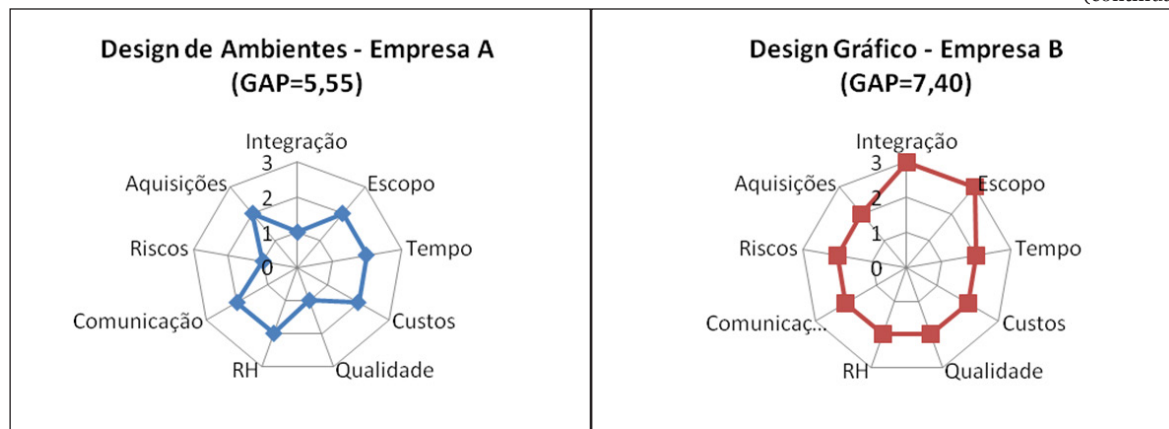 Design de Ambientes - Empresa A
(GAP=5,55)
Integração
3
Aquisições
Escopo
2
Riscos
1
Tempo
0
Comunicação
Custos
RH
Qualidade
Design Gráfico - Empresa B
(GAP=7,40)
Integração
3
Aquisições
Escopo
2
Riscos
1
Tempo
0
Comunicaç...
Custos
RH
Qualidade